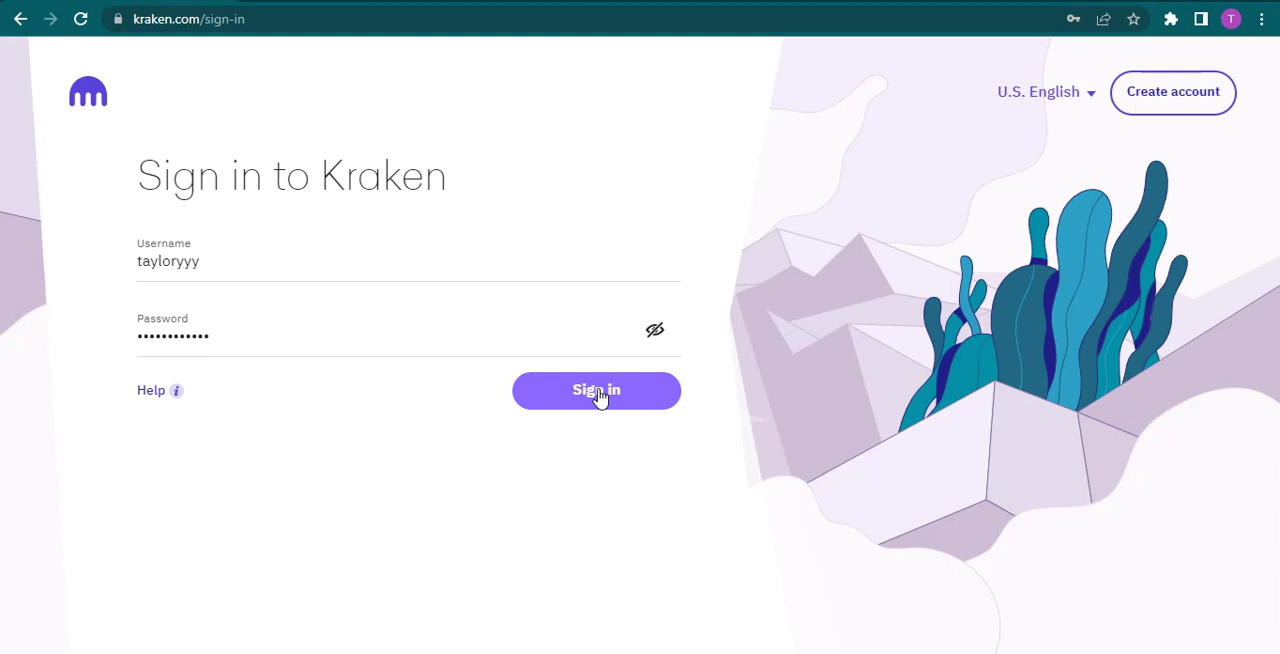 kraken.com/sign-in
T
U.S. English
Create account
Sign in to Kraken
Username
tayloryyy
Password
••••••••••••
Help i
Sign in